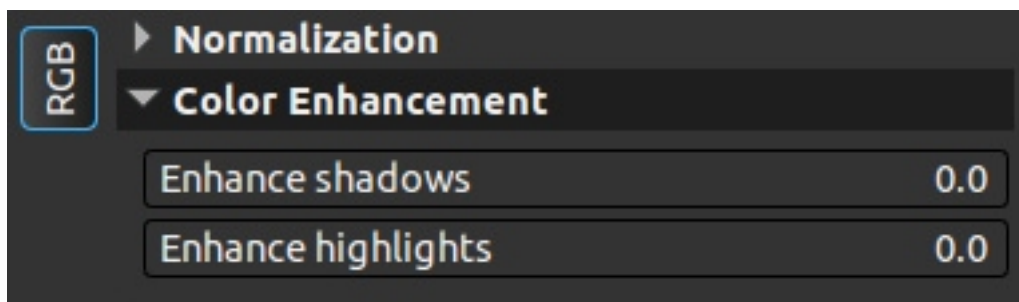 RGB
Normalization
Color Enhancement
Enhance shadows 0.0
Enhance highlights 0.0